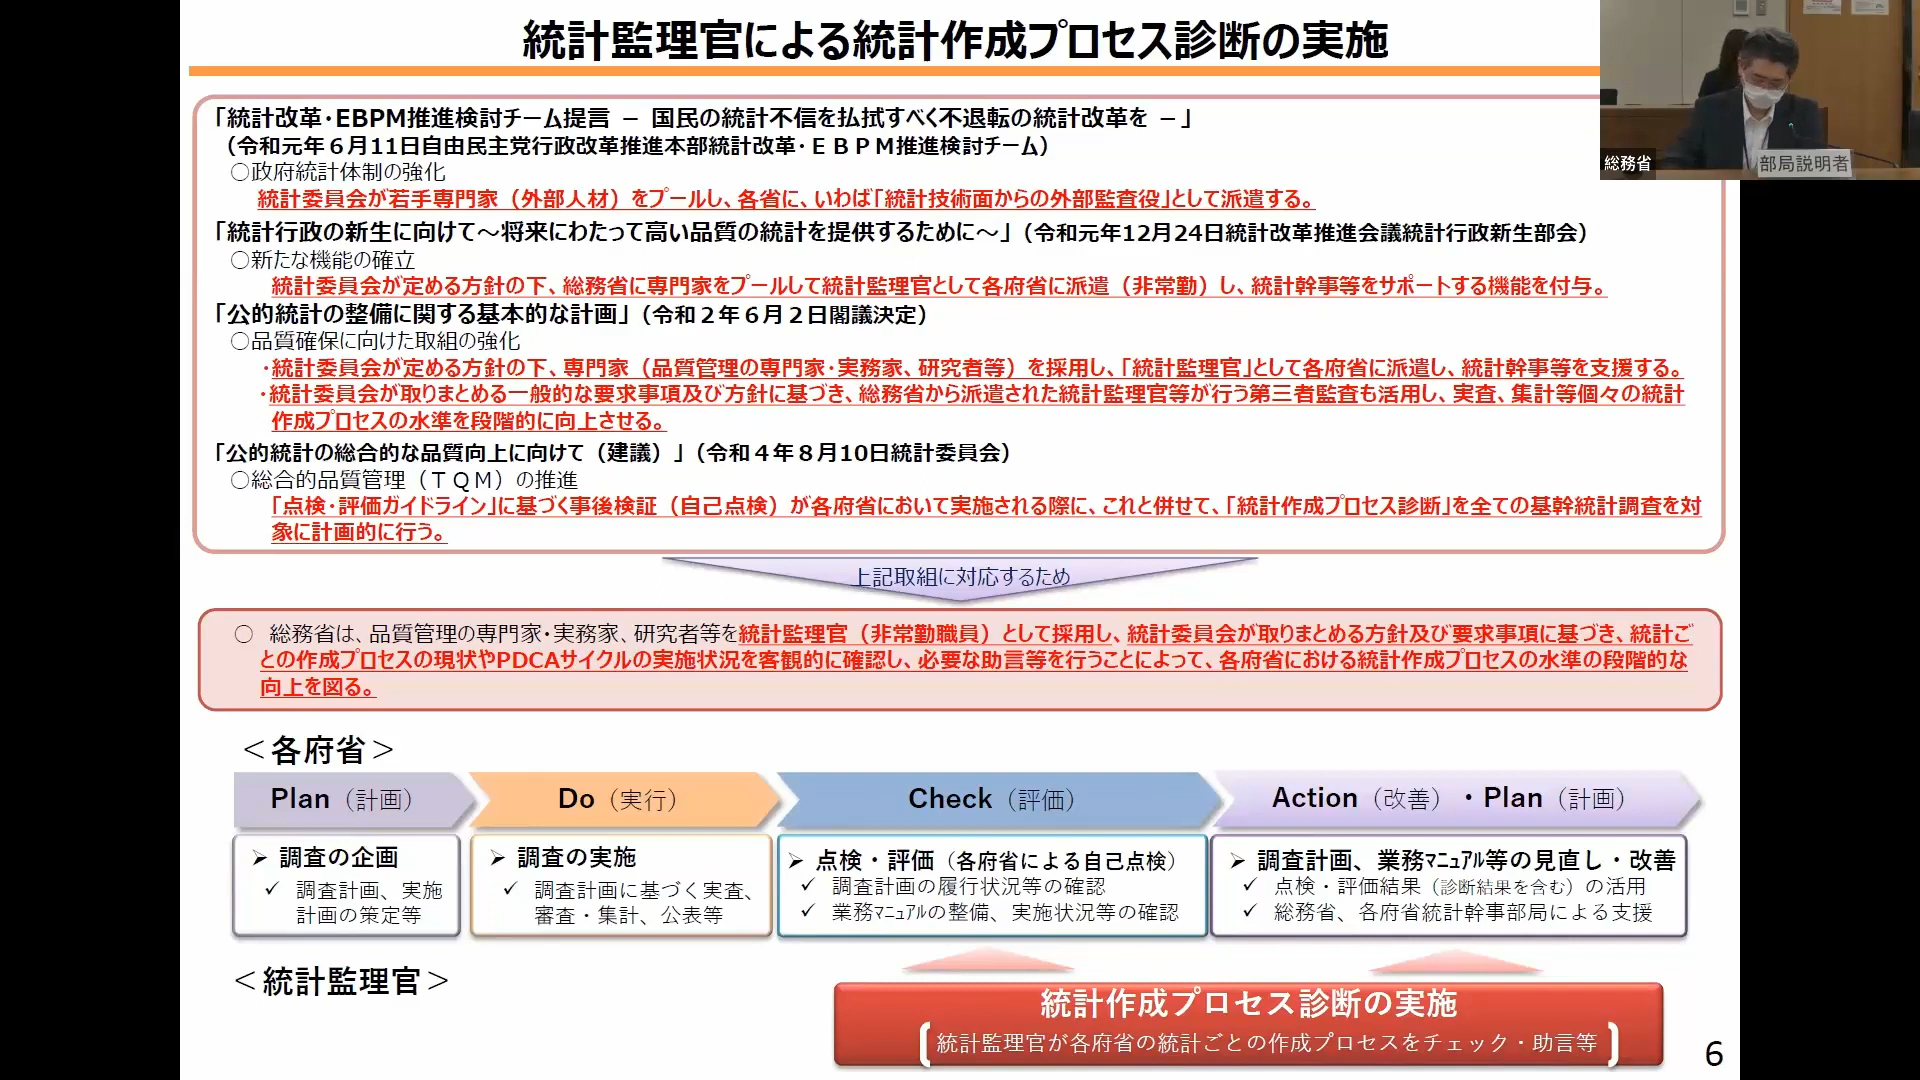 統計監理官による統計作成プロセス診断の実施
「統計改革・EBPM推進検討チーム提言 － 国民の統計不信を払拭すべく不退転の統計改革を －」
（令和元年６月11日自由民主党行政改革推進本部統計改革・ＥＢＰＭ推進検討チーム）
○政府統計体制の強化
統計委員会が若手専門家（外部人材）をプールし、各省に、いわば「統計技術面からの外部監査役」として派遣する。
「統計行政の新生に向けて～将来にわたって高い品質の統計を提供するために～」（令和元年12月24日統計改革推進会議統計行政新生部会）
○新たな機能の確立
統計委員会が定める方針の下、総務省に専門家をプールして統計監理官として各府省に派遣（非常勤）し、統計幹事等をサポートする機能を付与。
「公的統計の整備に関する基本的な計画」（令和２年６月２日閣議決定）
○品質確保に向けた取組の強化
・統計委員会が定める方針の下、専門家（品質管理の専門家・実務家、研究者等）を採用し、「統計監理官」として各府省に派遣し、統計幹事等を支援する。
・統計委員会が取りまとめる一般的な要求事項及び方針に基づき、総務省から派遣された統計監理官等が行う第三者監査も活用し、実査、集計等個々の統計
作成プロセスの水準を段階的に向上させる。
「公的統計の総合的な品質向上に向けて（建議）」（令和４年８月10日統計委員会）
○総合的品質管理（ＴＱＭ）の推進
「点検・評価ガイドライン」に基づく事後検証（自己点検）が各府省において実施される際に、これと併せて、「統計作成プロセス診断」を全ての基幹統計調査を対
象に計画的に行う。
上記取組に対応するため
○ 総務省は、品質管理の専門家・実務家、研究者等を統計監理官（非常勤職員）として採用し、統計委員会が取りまとめる方針及び要求事項に基づき、統計ご
との作成プロセスの現状やPDCAサイクルの実施状況を客観的に確認し、必要な助言等を行うことによって、各府省における統計作成プロセスの水準の段階的な
向上を図る。
＜各府省＞
Plan（計画）
Do（実行）
Check（評価）
Action（改善）・Plan（計画）
➢ 調査の企画
✓ 調査計画、実施
計画の策定等
➢ 調査の実施
✓ 調査計画に基づく実査、
審査・集計、公表等
➢ 点検・評価（各府省による自己点検）
✓ 調査計画の履行状況等の確認
✓ 業務ﾏﾆｭｱﾙの整備、実施状況等の確認
➢ 調査計画、業務ﾏﾆｭｱﾙ等の見直し・改善
✓ 点検・評価結果（診断結果を含む）の活用
✓ 総務省、各府省統計幹事部局による支援
＜統計監理官＞
統計作成プロセス診断の実施
統計監理官が各府省の統計ごとの作成プロセスをチェック・助言等
6
総務省
部局説明者